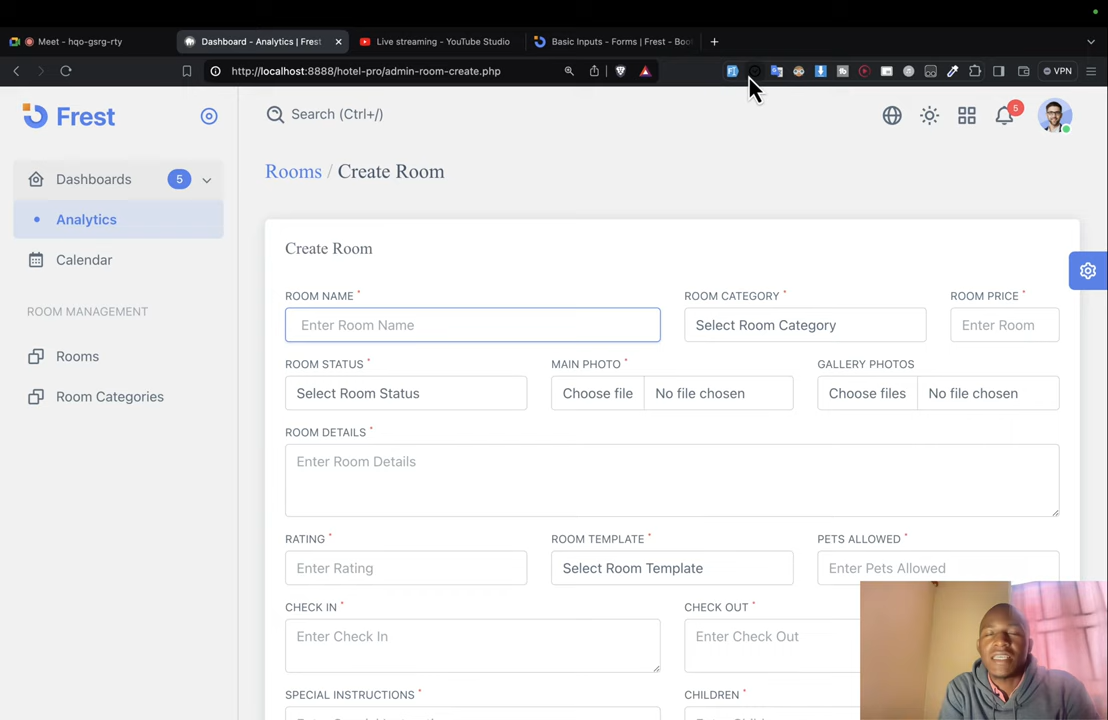 Meet - hqo-gsrg-rty
Dashboard - Analytics | Frest
Live streaming - YouTube Studio
Basic Inputs - Forms | Frest - Boot
http://localhost:8888/hotel-pro/admin-room-create.php
VPN
Frest
Search (Ctrl+/)
5
Dashboards 5
Analytics
Calendar
ROOM MANAGEMENT
Rooms
Room Categories
Rooms / Create Room
Create Room
ROOM NAME * ROOM CATEGORY * ROOM PRICE *
Enter Room Name Select Room Category Enter Room
ROOM STATUS * MAIN PHOTO * GALLERY PHOTOS
Select Room Status Choose file No file chosen Choose files No file chosen
ROOM DETAILS *
Enter Room Details
RATING * ROOM TEMPLATE * PETS ALLOWED *
Enter Rating Select Room Template Enter Pets Allowed
CHECK IN * CHECK OUT *
Enter Check In Enter Check Out
SPECIAL INSTRUCTIONS * CHILDREN *